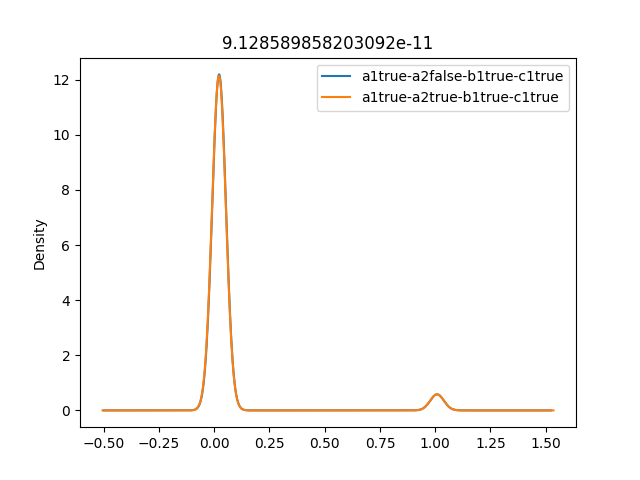 9.128589858203092e-11
a1true-a2false-b1true-c1true
a1true-a2true-b1true-c1true
Density
12
10
8
6
4
2
0
−0.50 −0.25 0.00 0.25 0.50 0.75 1.00 1.25 1.50